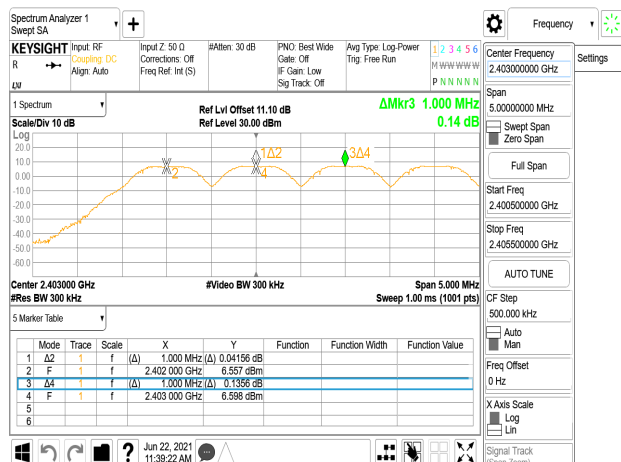 Spectrum Analyzer 1
Swept SA
Frequency
KEYSIGHT
R
LXI
Input: RF
Coupling: DC
Align: Auto
Input Z: 50 Ω
Corrections: Off
Freq Ref: Int (S)
#Atten: 30 dB
PNO: Best Wide
Gate: Off
IF Gain: Low
Sig Track: Off
Avg Type: Log-Power
Trig: Free Run
1 2 3 4 5 6
M W W W W W
P N N N N N
1 Spectrum
Scale/Div 10 dB
Ref Lvl Offset 11.10 dB
Ref Level 30.00 dBm
ΔMkr3 1.000 MHz
0.14 dB
Log
20.0
10.0
0.00
-10.0
-20.0
-30.0
-40.0
-50.0
-60.0
2
1Δ2
4
3Δ4
Center 2.403000 GHz
#Res BW 300 kHz
#Video BW 300 kHz
Span 5.000 MHz
Sweep 1.00 ms (1001 pts)
5 Marker Table
Mode Trace Scale X Y Function Function Width Function Value
1 Δ2 1 f (Δ) 1.000 MHz (Δ) 0.04156 dB
2 F 1 f 2.402 000 GHz 6.557 dBm
3 Δ4 1 f (Δ) 1.000 MHz (Δ) 0.1356 dB
4 F 1 f 2.403 000 GHz 6.598 dBm
5
6
?
Jun 22, 2021
11:39:22 AM
Center Frequency
2.403000000 GHz
Settings
Span
5.00000000 MHz
Swept Span
Zero Span
Full Span
Start Freq
2.400500000 GHz
Stop Freq
2.405500000 GHz
AUTO TUNE
CF Step
500.000 kHz
Auto
Man
Freq Offset
0 Hz
X Axis Scale
Log
Lin
Signal Track
(Span Zoom)